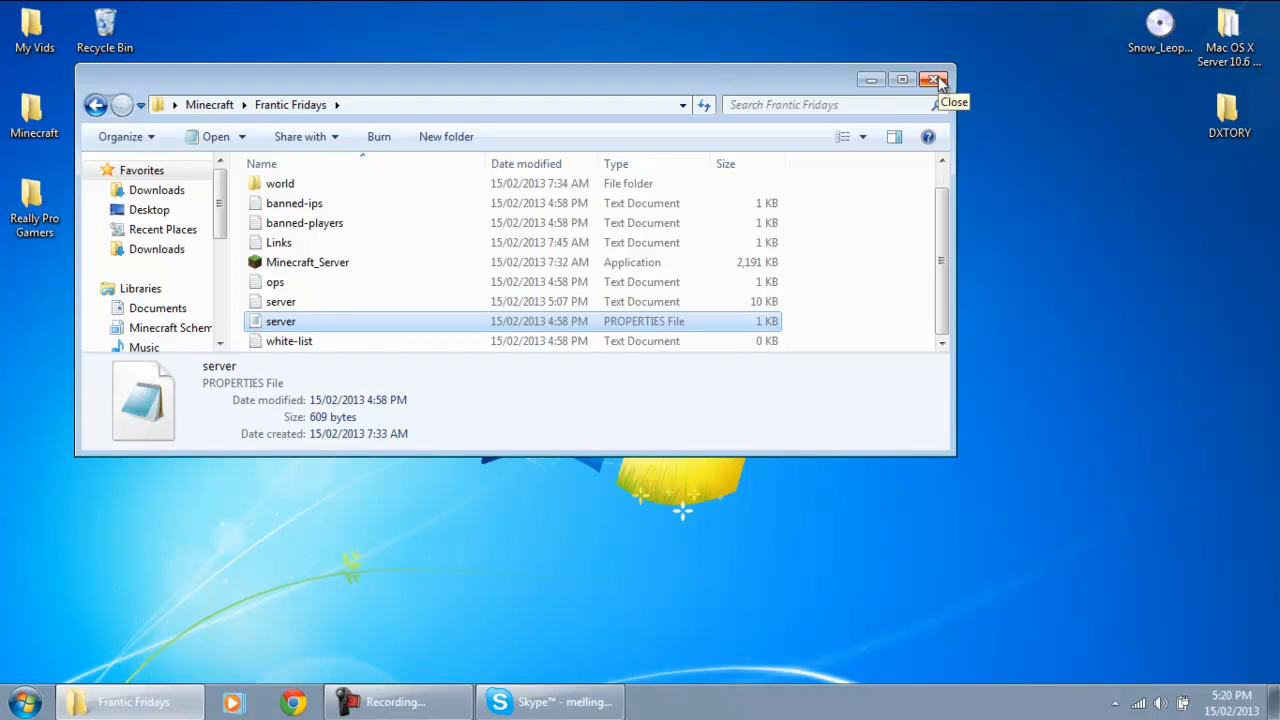 My Vids
Recycle Bin
Snow_Leop...
Mac OS X
Server 10.6 ...
Minecraft
DXTORY
Really Pro
Gamers
Close
Minecraft Frantic Fridays
Search Frantic Fridays
Organize Open Share with Burn New folder
Favorites
Downloads
Desktop
Recent Places
Downloads
Libraries
Documents
Minecraft Schem
Music
Name Date modified Type Size
world 15/02/2013 7:34 AM File folder
banned-ips 15/02/2013 4:58 PM Text Document 1 KB
banned-players 15/02/2013 4:58 PM Text Document 1 KB
Links 15/02/2013 7:45 AM Text Document 1 KB
Minecraft_Server 15/02/2013 7:32 AM Application 2,191 KB
ops 15/02/2013 4:58 PM Text Document 1 KB
server 15/02/2013 5:07 PM Text Document 10 KB
server 15/02/2013 4:58 PM PROPERTIES File 1 KB
white-list 15/02/2013 4:58 PM Text Document 0 KB
server
PROPERTIES File
Date modified: 15/02/2013 4:58 PM
Size: 609 bytes
Date created: 15/02/2013 7:33 AM
Frantic Fridays
Recording...
Skype™ - melling...
5:20 PM
15/02/2013